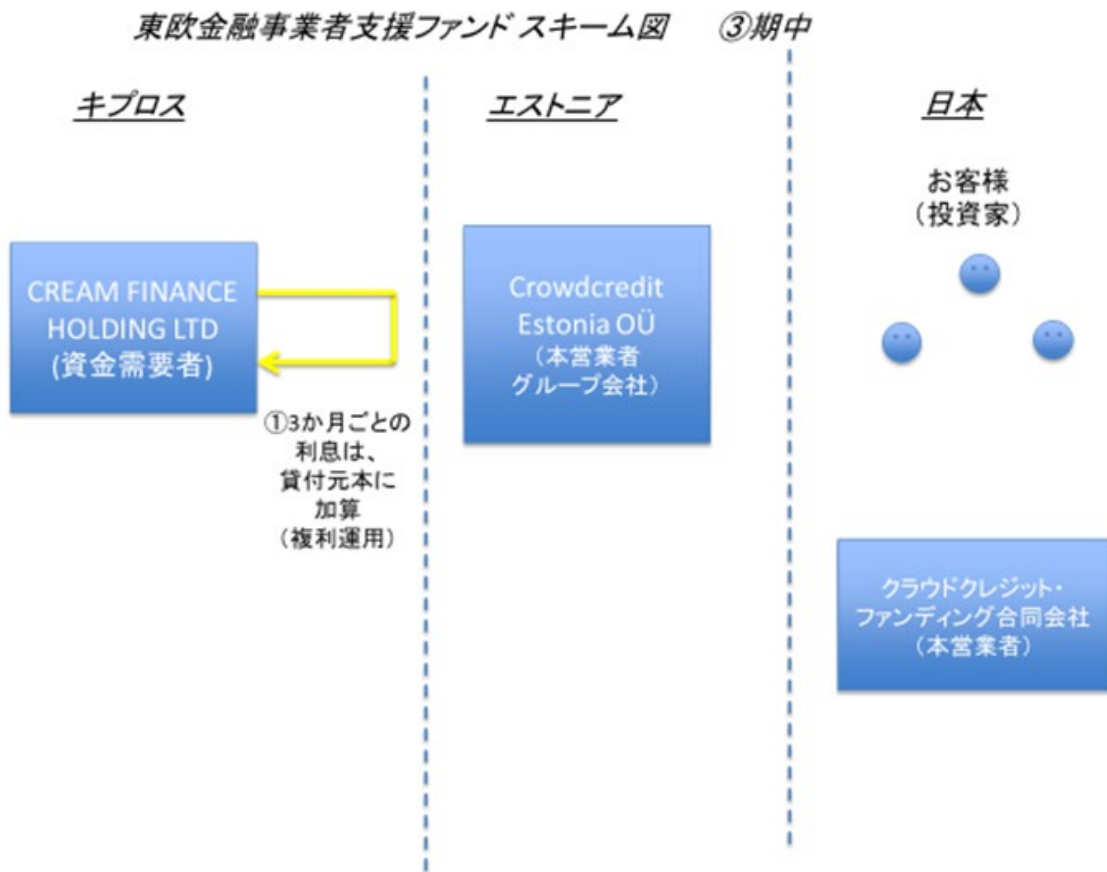 東欧金融事業者支援ファンド スキーム図　③期中
キプロス
エストニア
日本
お客様
（投資家）
CREAM FINANCE
HOLDING LTD
(資金需要者)
Crowdcredit
Estonia OÜ
（本営業者
グループ会社）
①3か月ごとの
利息は、
貸付元本に
加算
（複利運用）
クラウドクレジット・
ファンディング合同会社
（本営業者）